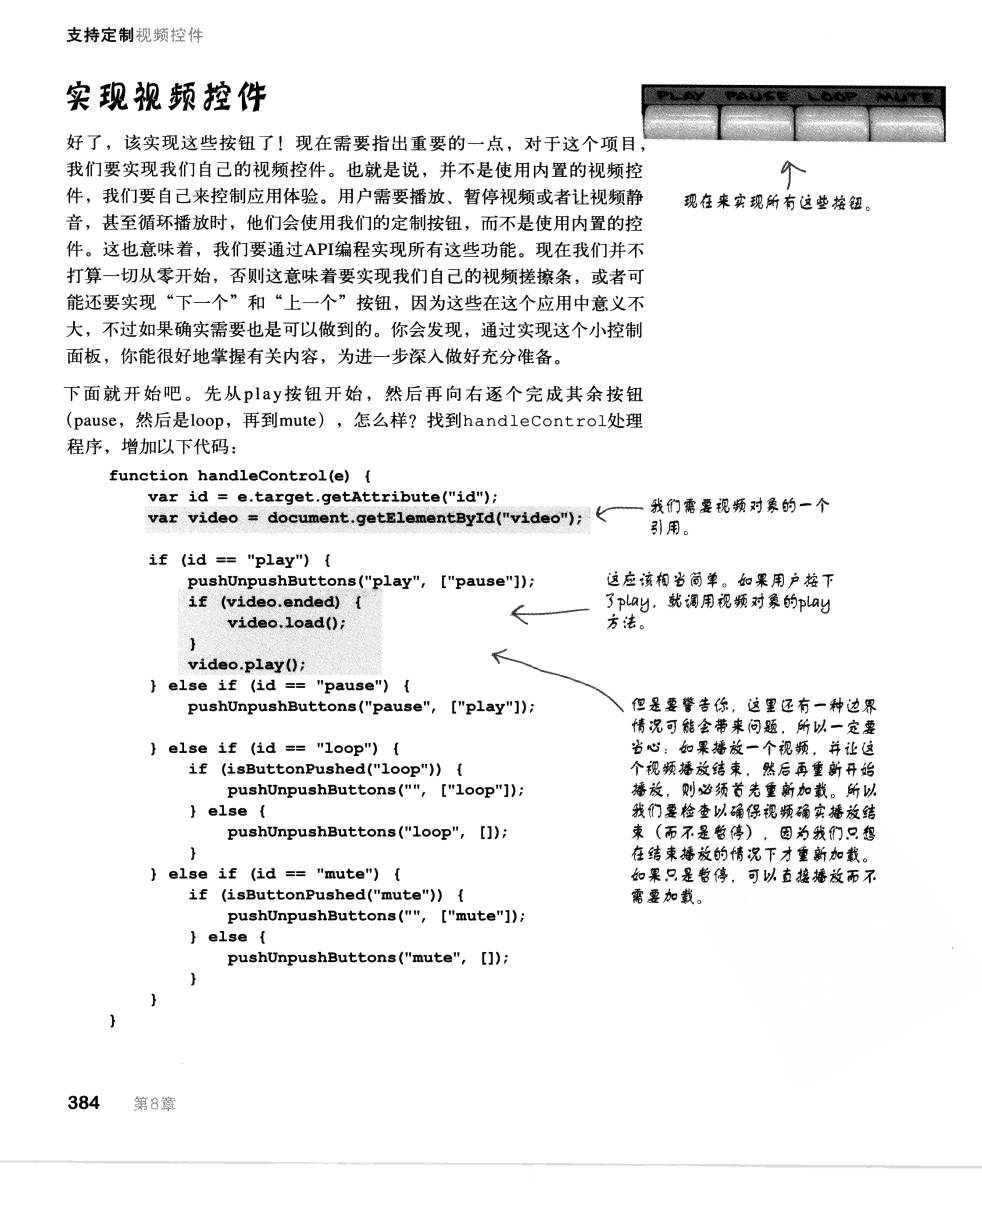 支持定制视频控件
实现视频控件
PLAY PAUSE LOOP MUTE
好了，该实现这些按钮了！现在需要指出重要的一点，对于这个项目，
我们要实现我们自己的视频控件。也就是说，并不是使用内置的视频控
件，我们要自己来控制应用体验。用户需要播放、暂停视频或者让视频静
音，甚至循环播放时，他们会使用我们的定制按钮，而不是使用内置的控
件。这也意味着，我们要通过API编程实现所有这些功能。现在我们并不
打算一切从零开始，否则这意味着要实现我们自己的视频搓擦条，或者可
能还要实现“下一个”和“上一个”按钮，因为这些在这个应用中意义不
大，不过如果确实需要也是可以做到的。你会发现，通过实现这个小控制
面板，你能很好地掌握有关内容，为进一步深入做好充分准备。
现在来实现所有这些按钮。
下面就开始吧。先从play按钮开始，然后再向右逐个完成其余按钮
(pause，然后是loop，再到mute），怎么样？找到handleControl处理
程序，增加以下代码：
function handleControl(e) {
var id = e.target.getAttribute("id");
var video = document.getElementById("video");
if (id == "play") {
pushUnpushButtons("play", ["pause"]);
if (video.ended) {
video.load();
}
video.play();
} else if (id == "pause") {
pushUnpushButtons("pause", ["play"]);
} else if (id == "loop") {
if (isButtonPushed("loop")) {
pushUnpushButtons("", ["loop"]);
} else {
pushUnpushButtons("loop", []);
}
} else if (id == "mute") {
if (isButtonPushed("mute")) {
pushUnpushButtons("", ["mute"]);
} else {
pushUnpushButtons("mute", []);
}
}
}
我们需要视频对象的一个
引用。
这应该相当简单。如果用户按下
了play，就调用视频对象的play
方法。
但是要警告你，这里还有一种边界
情况可能会带来问题，所以一定要
当心：如果播放一个视频，并让这
个视频播放结束，然后再重新开始
播放，则必须首先重新加载。所以
我们要检查以确保视频确实播放结
束（而不是暂停），因为我们只想
在结束播放的情况下才重新加载。
如果只是暂停，可以直接播放而不
需要加载。
384 第8章